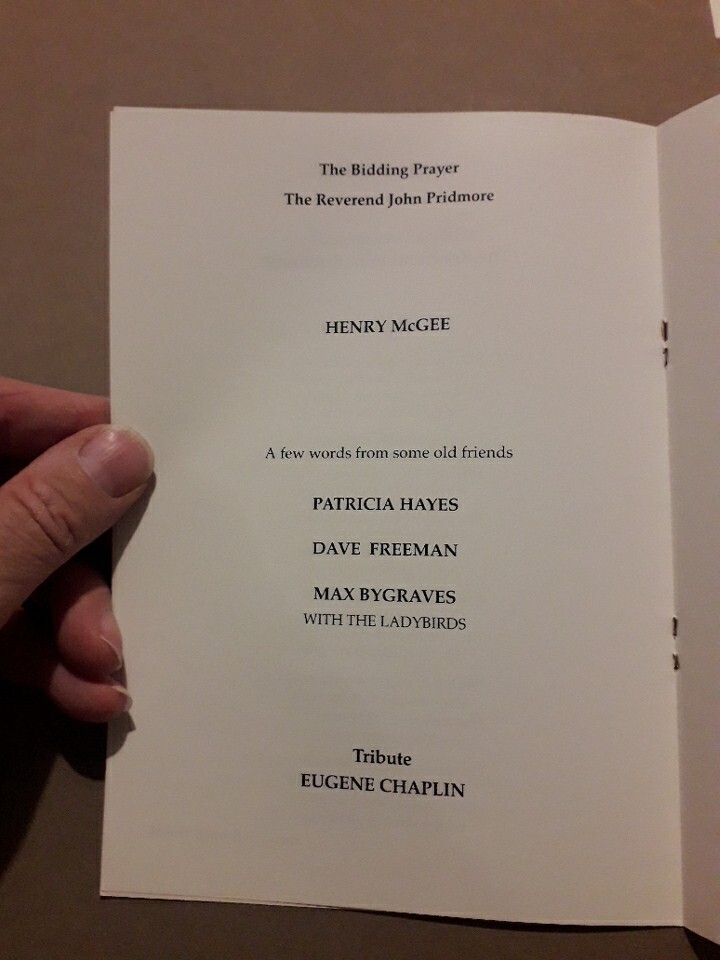 The Bidding Prayer
The Reverend John Pridmore
HENRY McGEE
A few words from some old friends
PATRICIA HAYES
DAVE FREEMAN
MAX BYGRAVES
WITH THE LADYBIRDS
Tribute
EUGENE CHAPLIN